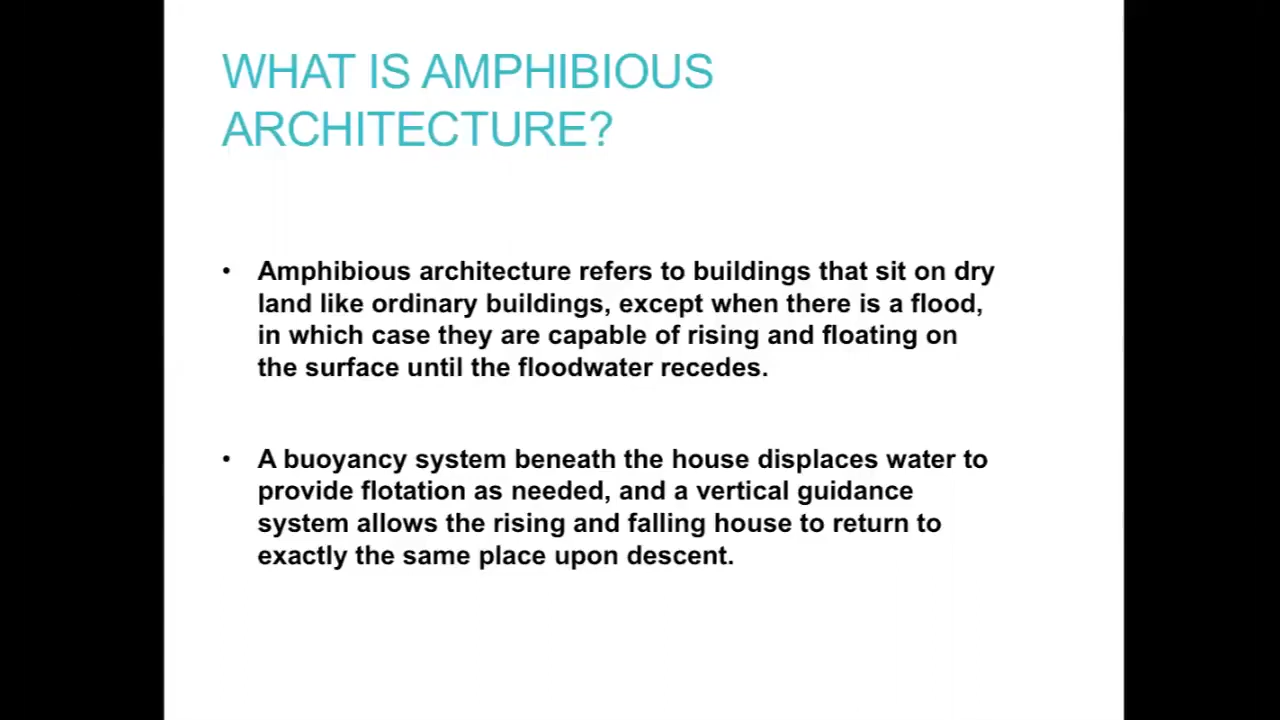 WHAT IS AMPHIBIOUS
ARCHITECTURE?
• Amphibious architecture refers to buildings that sit on dry
land like ordinary buildings, except when there is a flood,
in which case they are capable of rising and floating on
the surface until the floodwater recedes.
• A buoyancy system beneath the house displaces water to
provide flotation as needed, and a vertical guidance
system allows the rising and falling house to return to
exactly the same place upon descent.